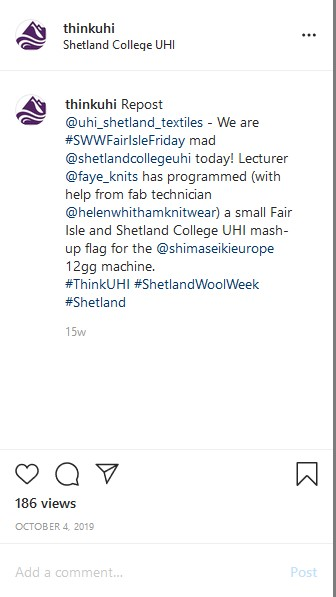 thinkuhi
Shetland College UHI
thinkuhi Repost
@uhi_shetland_textiles - We are
#SWWFairIsleFriday mad
@shetlandcollegeuhi today! Lecturer
@faye_knits has programmed (with
help from fab technician
@helenwhithamknitwear) a small Fair
Isle and Shetland College UHI mash-
up flag for the @shimaseikieurope
12gg machine.
#ThinkUHI #ShetlandWoolWeek
#Shetland
15w
186 views
OCTOBER 4, 2019
Add a comment...
Post